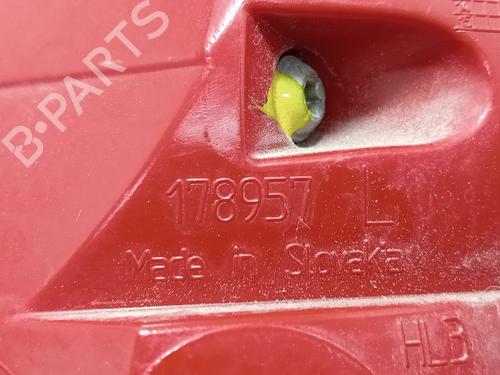 B-PARTS
178957 L
Made in Slovakia
HLB